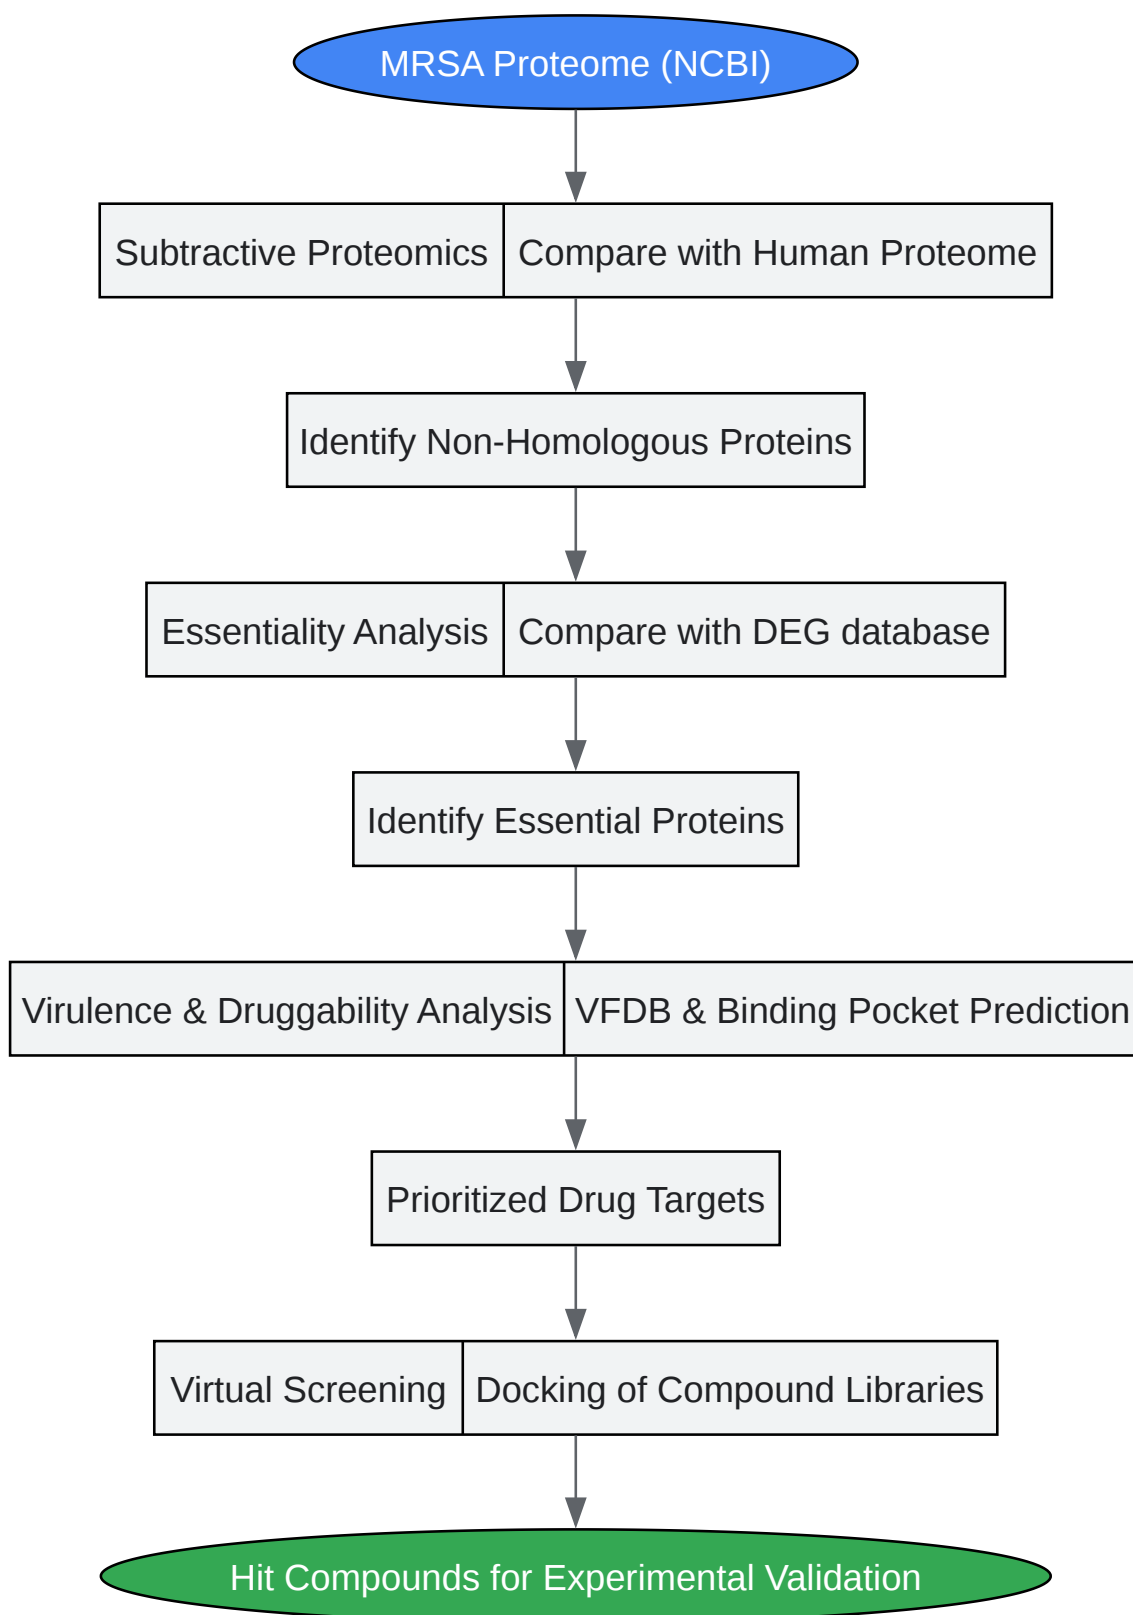 MRSA Proteome (NCBI)
Subtractive Proteomics
Compare with Human Proteome
Identify Non-Homologous Proteins
Essentiality Analysis
Compare with DEG database
Identify Essential Proteins
Virulence & Druggability Analysis
VFDB & Binding Pocket Prediction
Prioritized Drug Targets
Virtual Screening
Docking of Compound Libraries
Hit Compounds for Experimental Validation